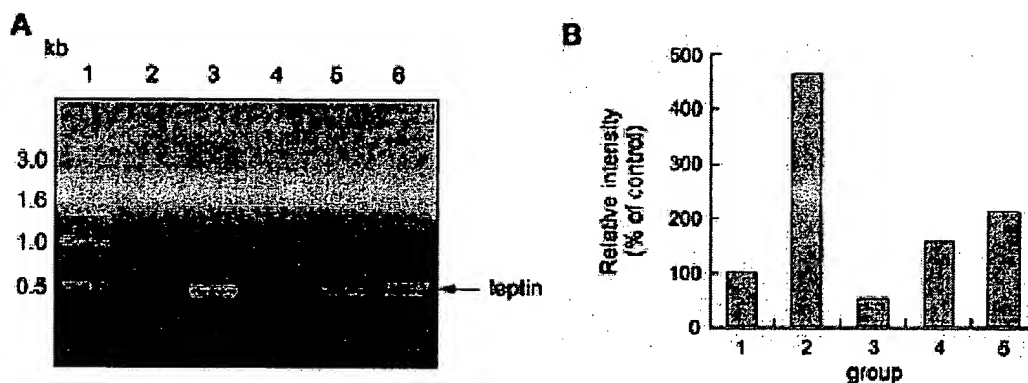 A
kb
1 2 3 4 5 6
3.0
1.6
1.0
0.5
leptin
B
Relative intensity
(% of control)
500
400
300
200
100
0
1 2 3 4 5
group